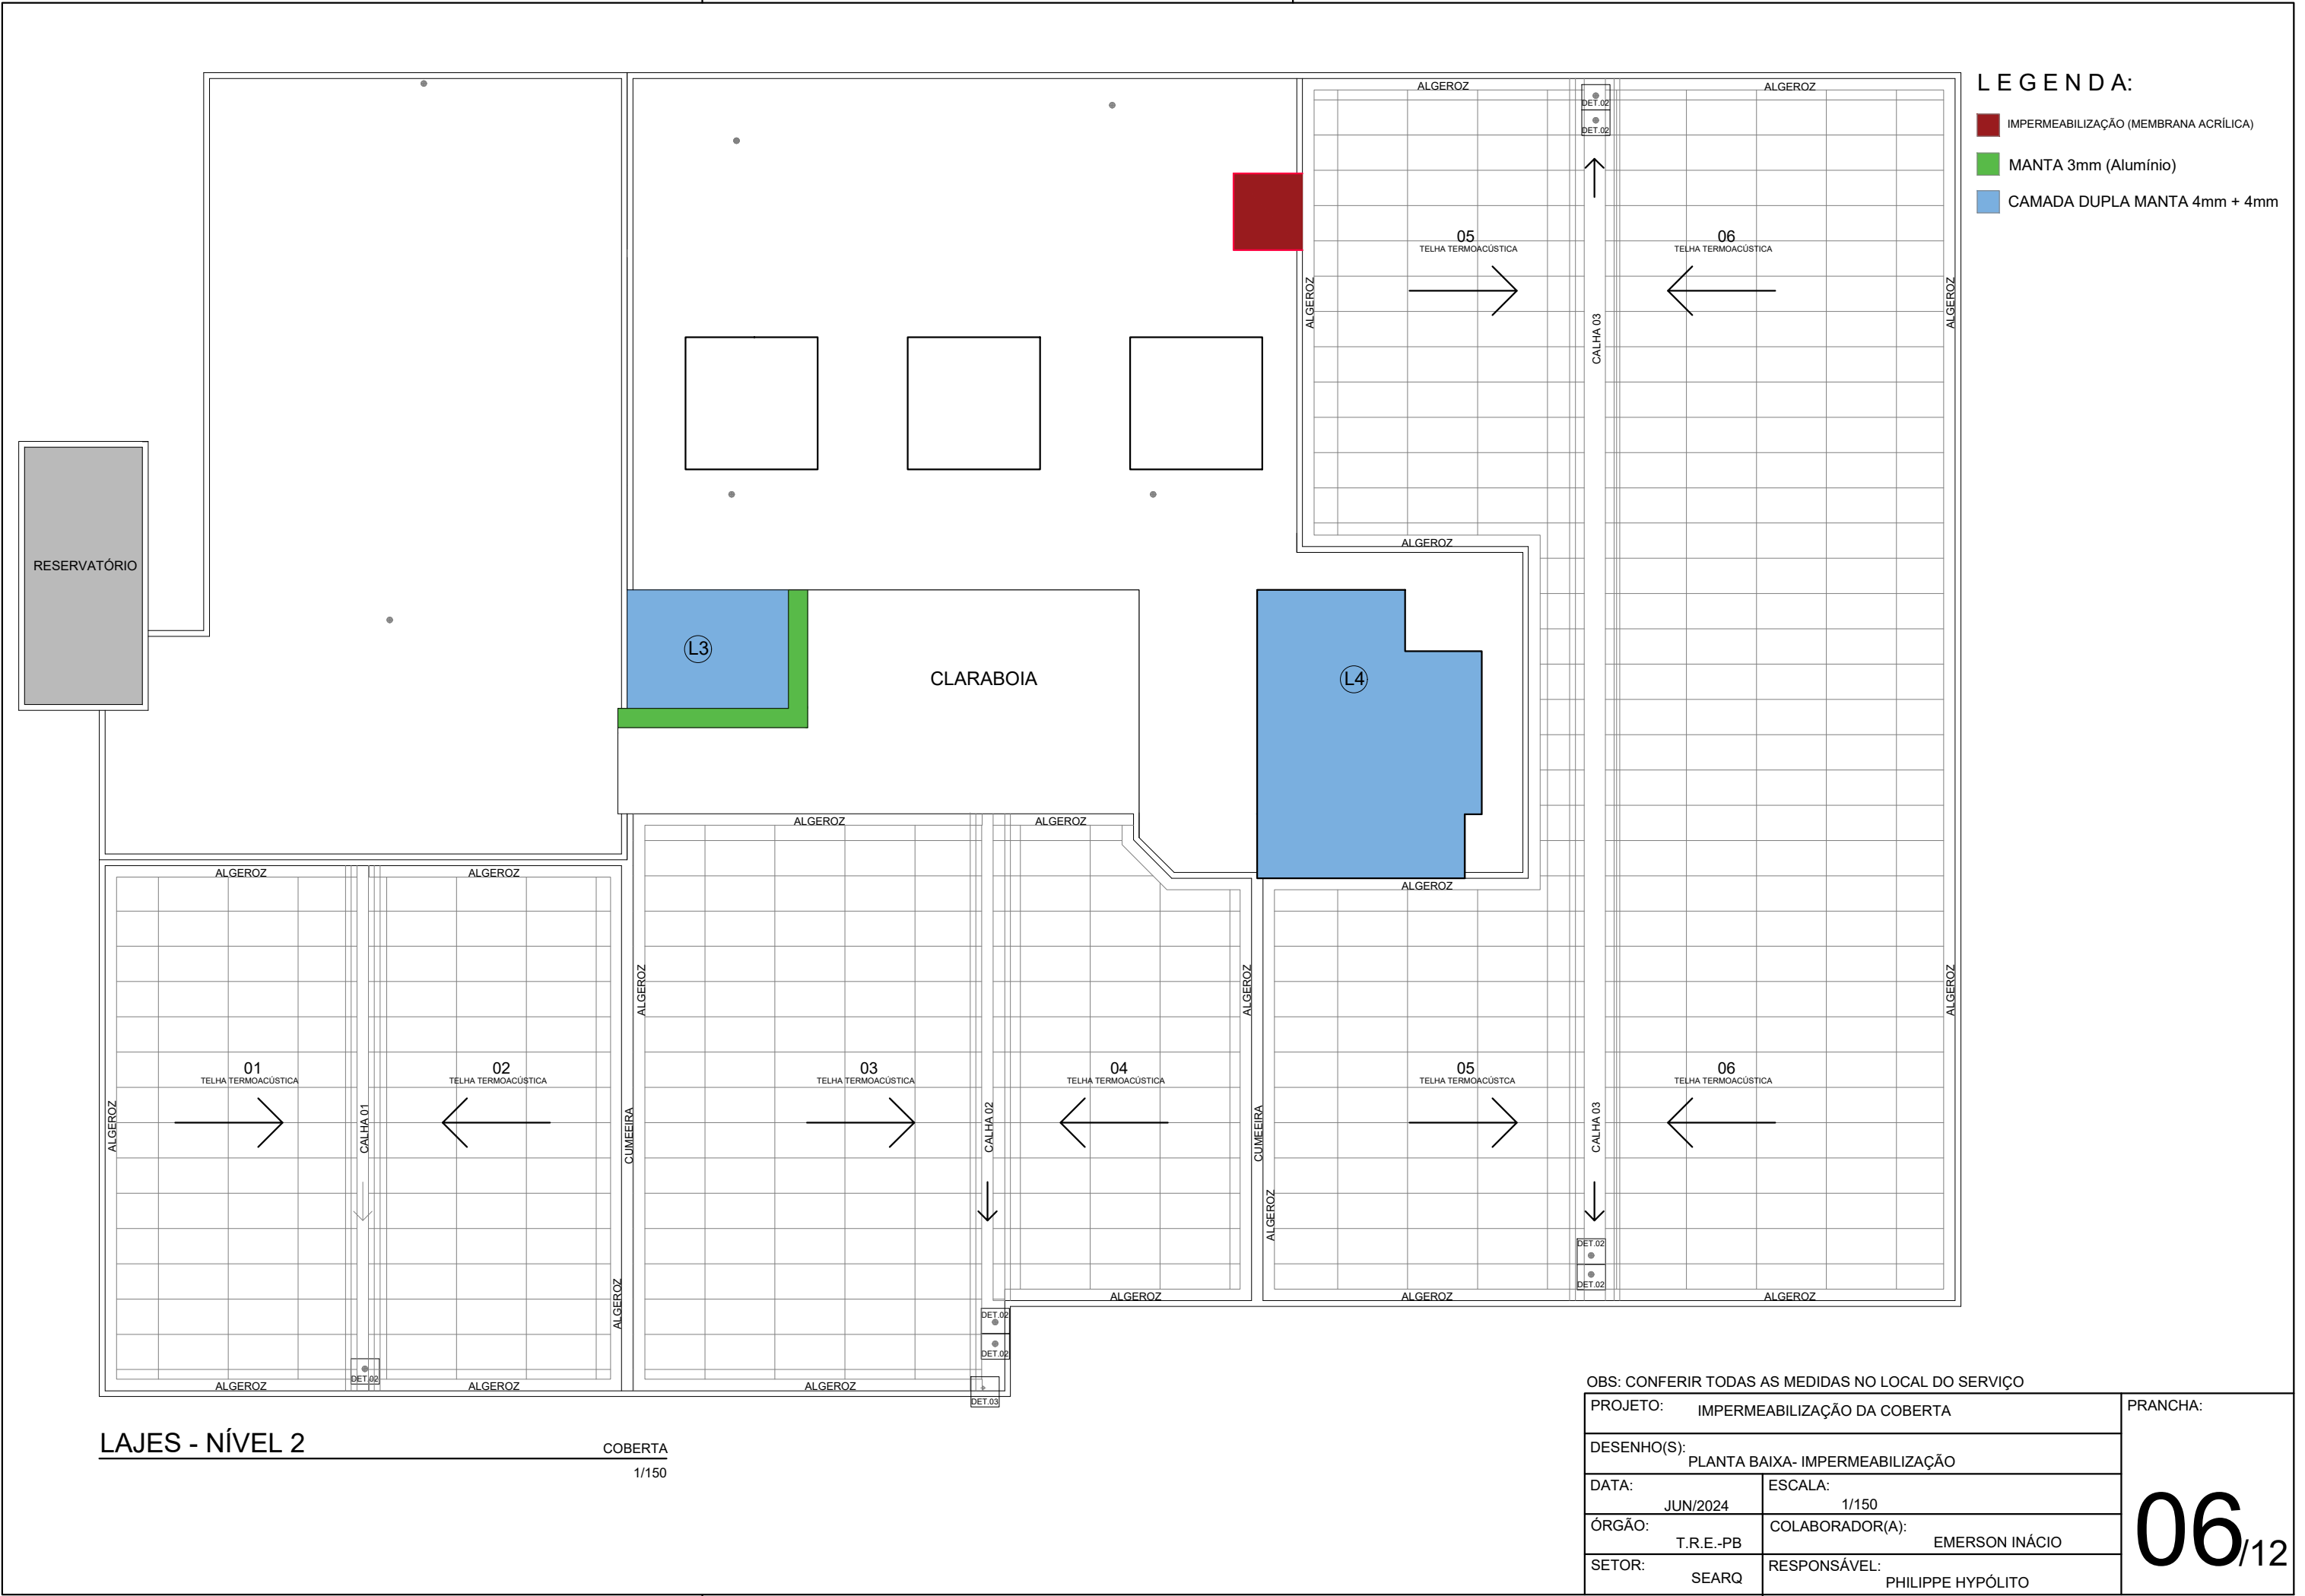 L E G E N D A:
IMPERMEABILIZAÇÃO (MEMBRANA ACRÍLICA)
MANTA 3mm (Alumínio)
CAMADA DUPLA MANTA 4mm + 4mm
ALGEROZ
ALGEROZ
DET.02
DET.02
05
TELHA TERMOACÚSTICA
06
TELHA TERMOACÚSTICA
ALGEROZ
CALHA 03
ALGEROZ
ALGEROZ
RESERVATÓRIO
L3
CLARABOIA
L4
ALGEROZ
ALGEROZ
ALGEROZ
ALGEROZ
ALGEROZ
ALGEROZ
ALGEROZ
ALGEROZ
01
TELHA TERMOACÚSTICA
02
TELHA TERMOACÚSTICA
03
TELHA TERMOACÚSTICA
04
TELHA TERMOACÚSTICA
05
TELHA TERMOACÚSTCA
06
TELHA TERMOACÚSTICA
ALGEROZ
CALHA 01
CUMEEIRA
CALHA 02
CUMEEIRA
CALHA 03
ALGEROZ
ALGEROZ
DET.02
DET.02
ALGEROZ
ALGEROZ
ALGEROZ
DET.02
DET.02
DET.02
ALGEROZ
ALGEROZ
ALGEROZ
DET.03
LAJES - NÍVEL 2
COBERTA
1/150
OBS: CONFERIR TODAS AS MEDIDAS NO LOCAL DO SERVIÇO
PROJETO: IMPERMEABILIZAÇÃO DA COBERTA
PRANCHA:
DESENHO(S):
PLANTA BAIXA- IMPERMEABILIZAÇÃO
DATA:
JUN/2024
ESCALA:
1/150
ÓRGÃO:
T.R.E.-PB
COLABORADOR(A):
EMERSON INÁCIO
SETOR:
SEARQ
RESPONSÁVEL:
PHILIPPE HYPÓLITO
06/12